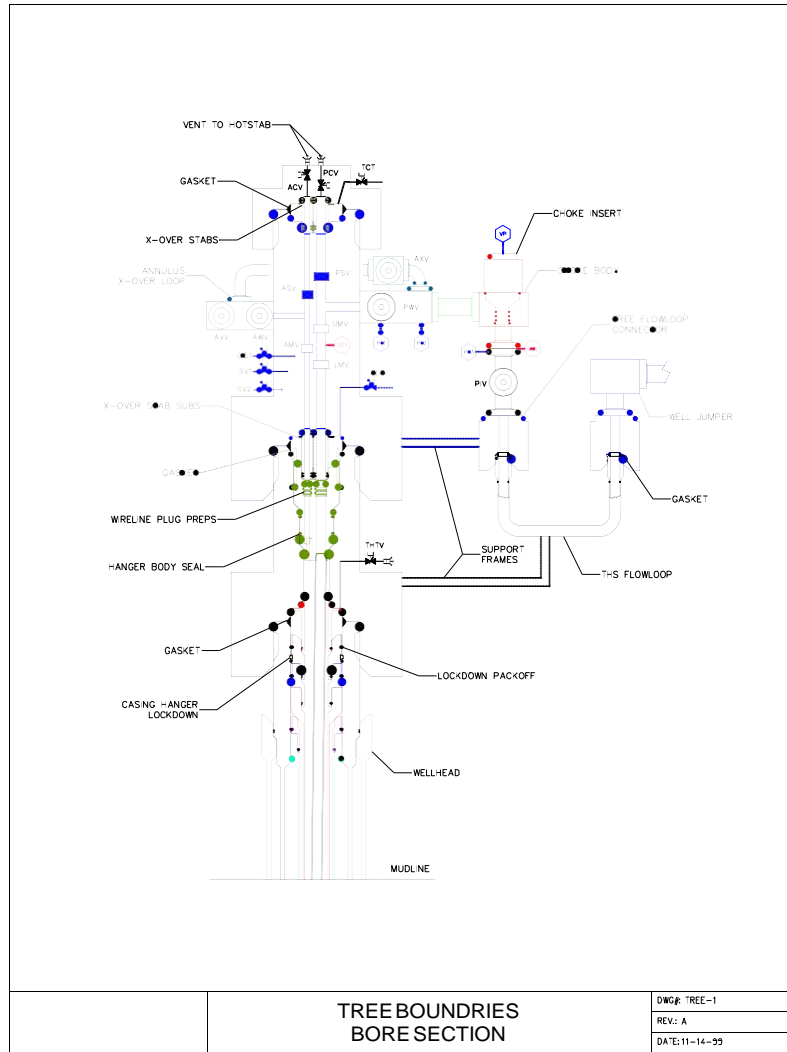 VENT TO HOTSTAB
TCT
PCV
ACV
GASKET
X-OVER STABS
CHOKE INSERT
VR
ANNULUS
X-OVER LOOP
AXV
PSV
ASV
PWV
AVV
AWV
UMV
AMV
LMV
SV1
SV2
PIV
CONNECTOR
WELL JUMPER
X-OVER STAB SUBS
GASKET
WIRELINE PLUG PREPS
HANGER BODY SEAL
THTV
SUPPORT
FRAMES
THS FLOWLOOP
GASKET
LOCKDOWN PACKOFF
CASING HANGER
LOCKDOWN
WELLHEAD
MUDLINE
TREE BOUNDRIES
BORE SECTION
DWG#: TREE-1
REV.: A
DATE: 11-14-99